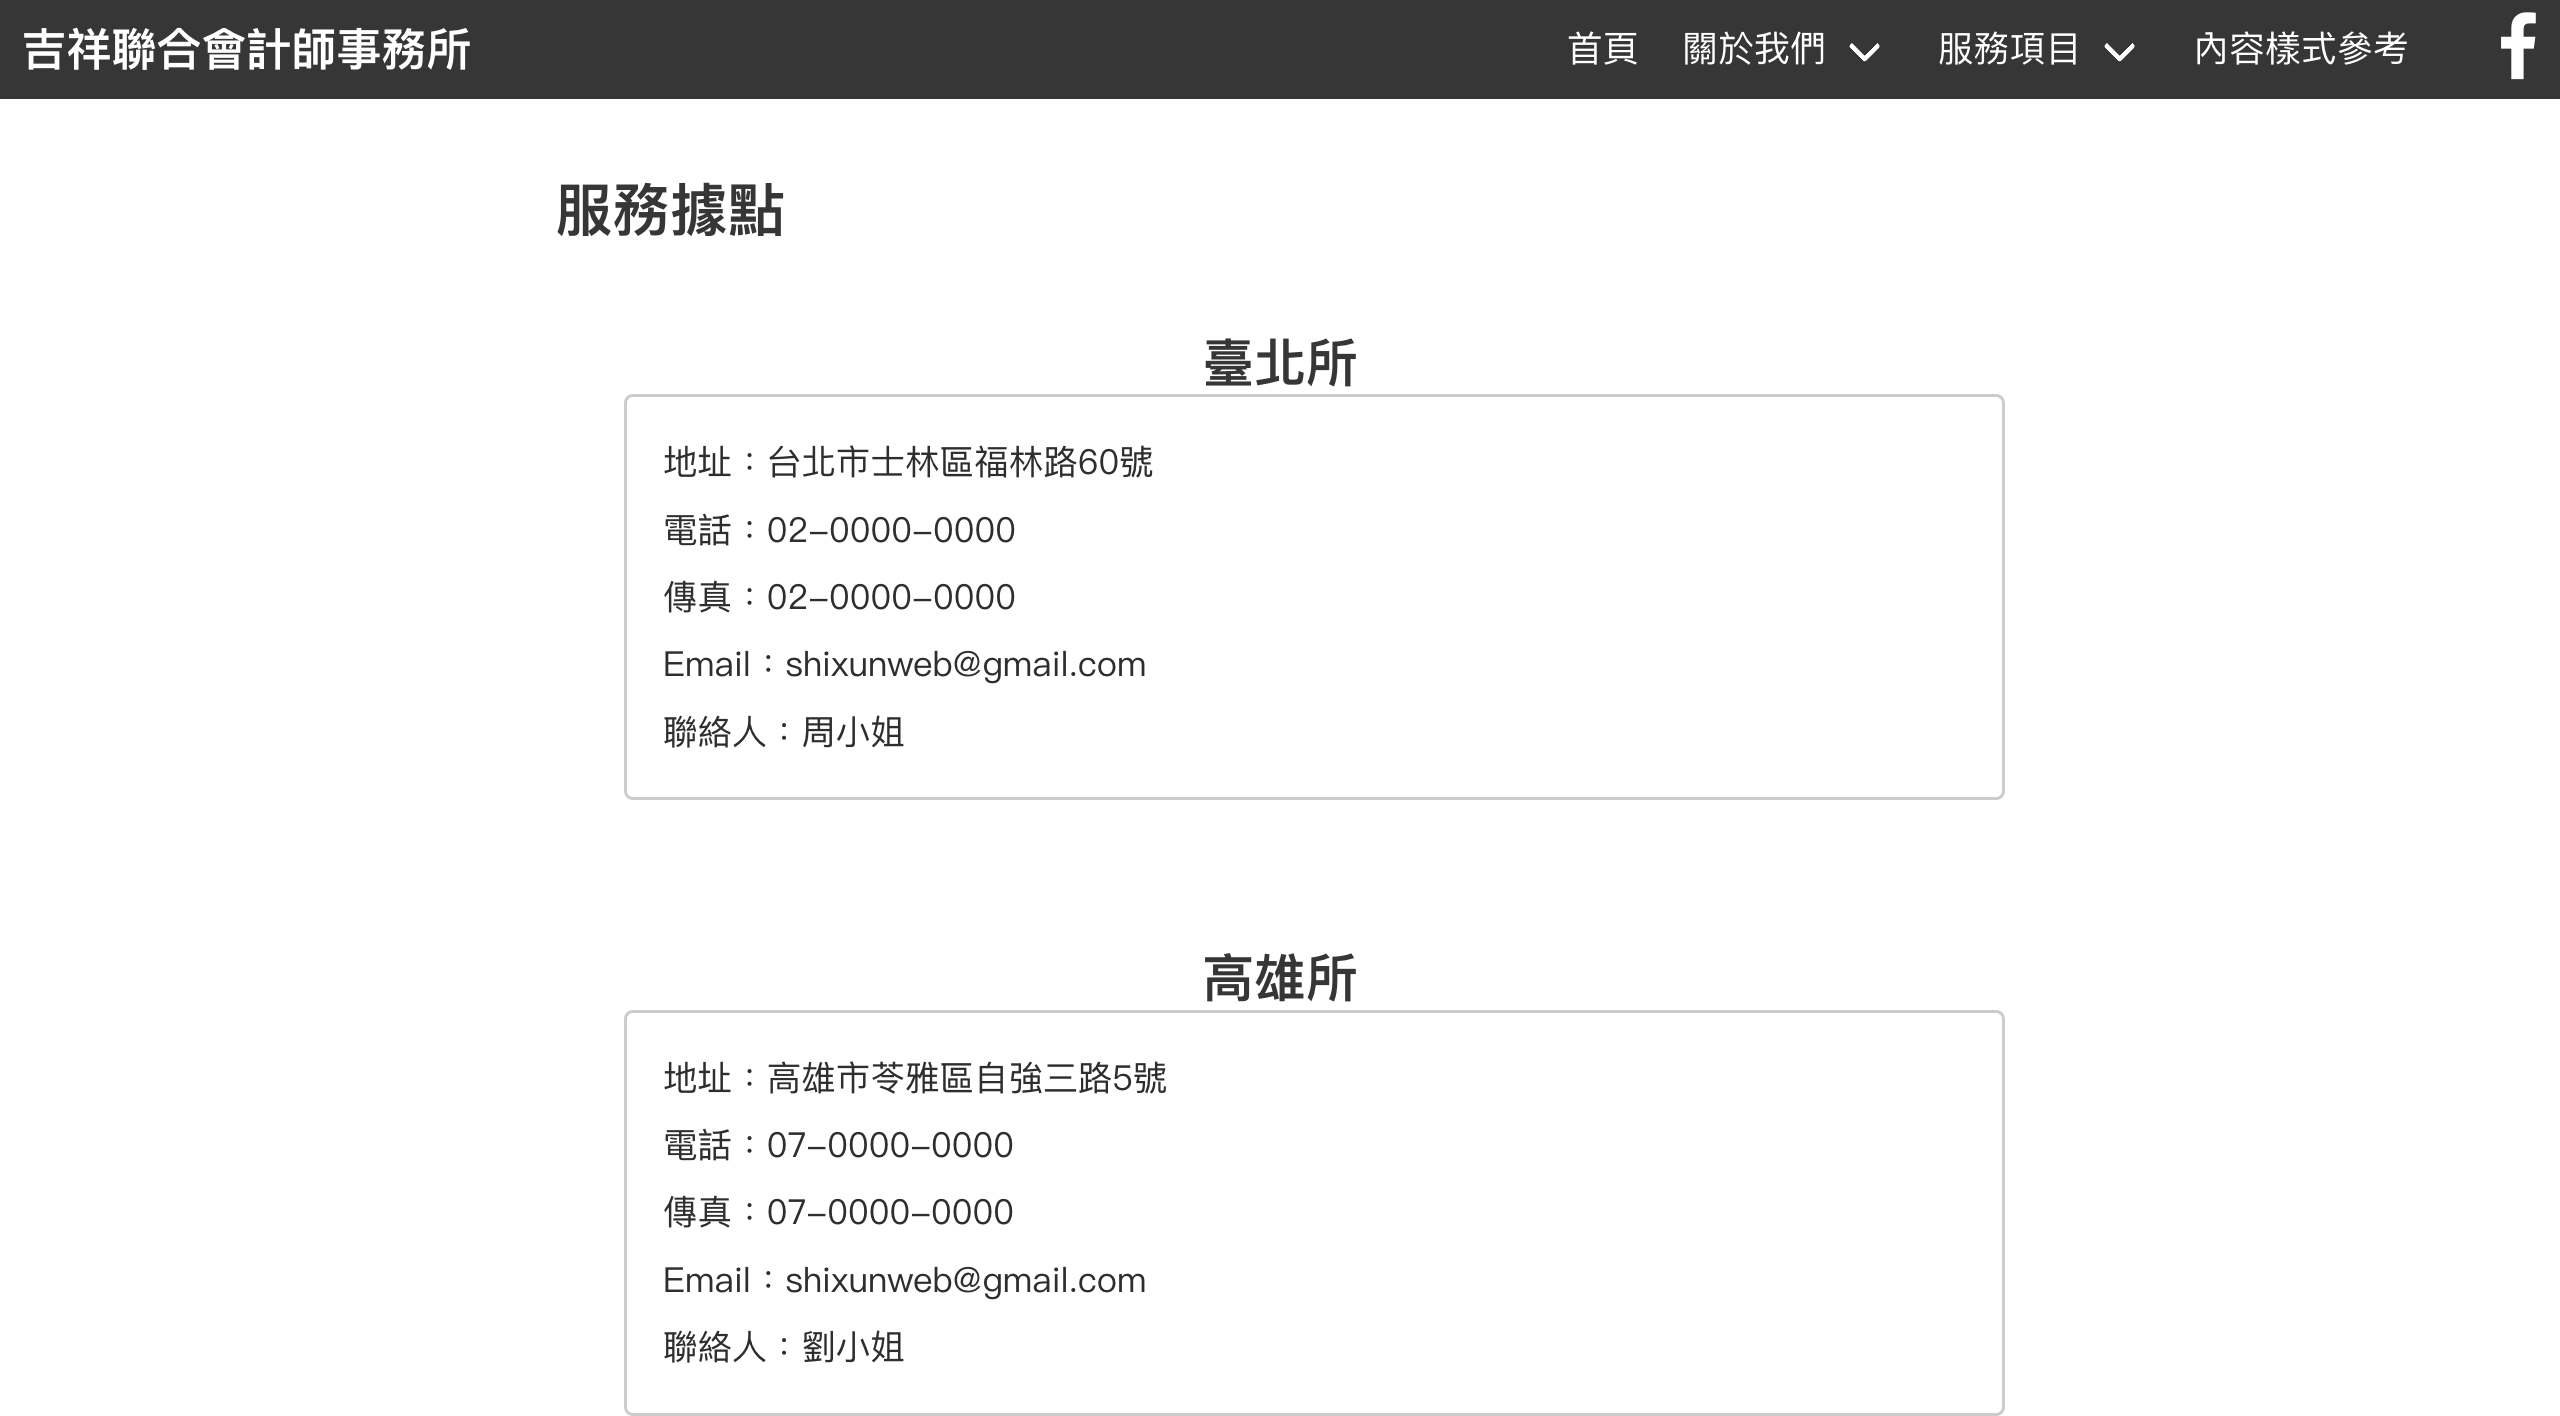 吉祥聯合會計師事務所
首頁 關於我們 服務項目 內容樣式參考
服務據點
臺北所
地址：台北市士林區福林路60號
電話：02-0000-0000
傳真：02-0000-0000
Email：shixunweb@gmail.com
聯絡人：周小姐
高雄所
地址：高雄市苓雅區自強三路5號
電話：07-0000-0000
傳真：07-0000-0000
Email：shixunweb@gmail.com
聯絡人：劉小姐